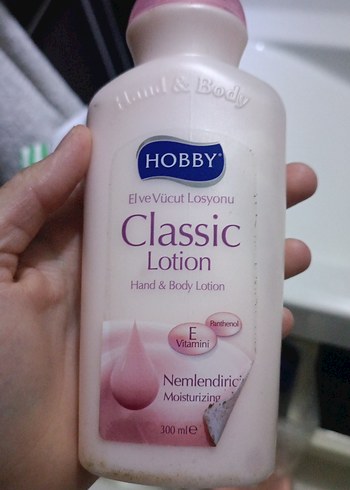 Hand & Body
HOBBY®
El ve Vücut Losyonu
Classic
Lotion
Hand & Body Lotion
Panthenol
E
Vitamini
Nemlendirici
Moisturizing
300 ml ℮